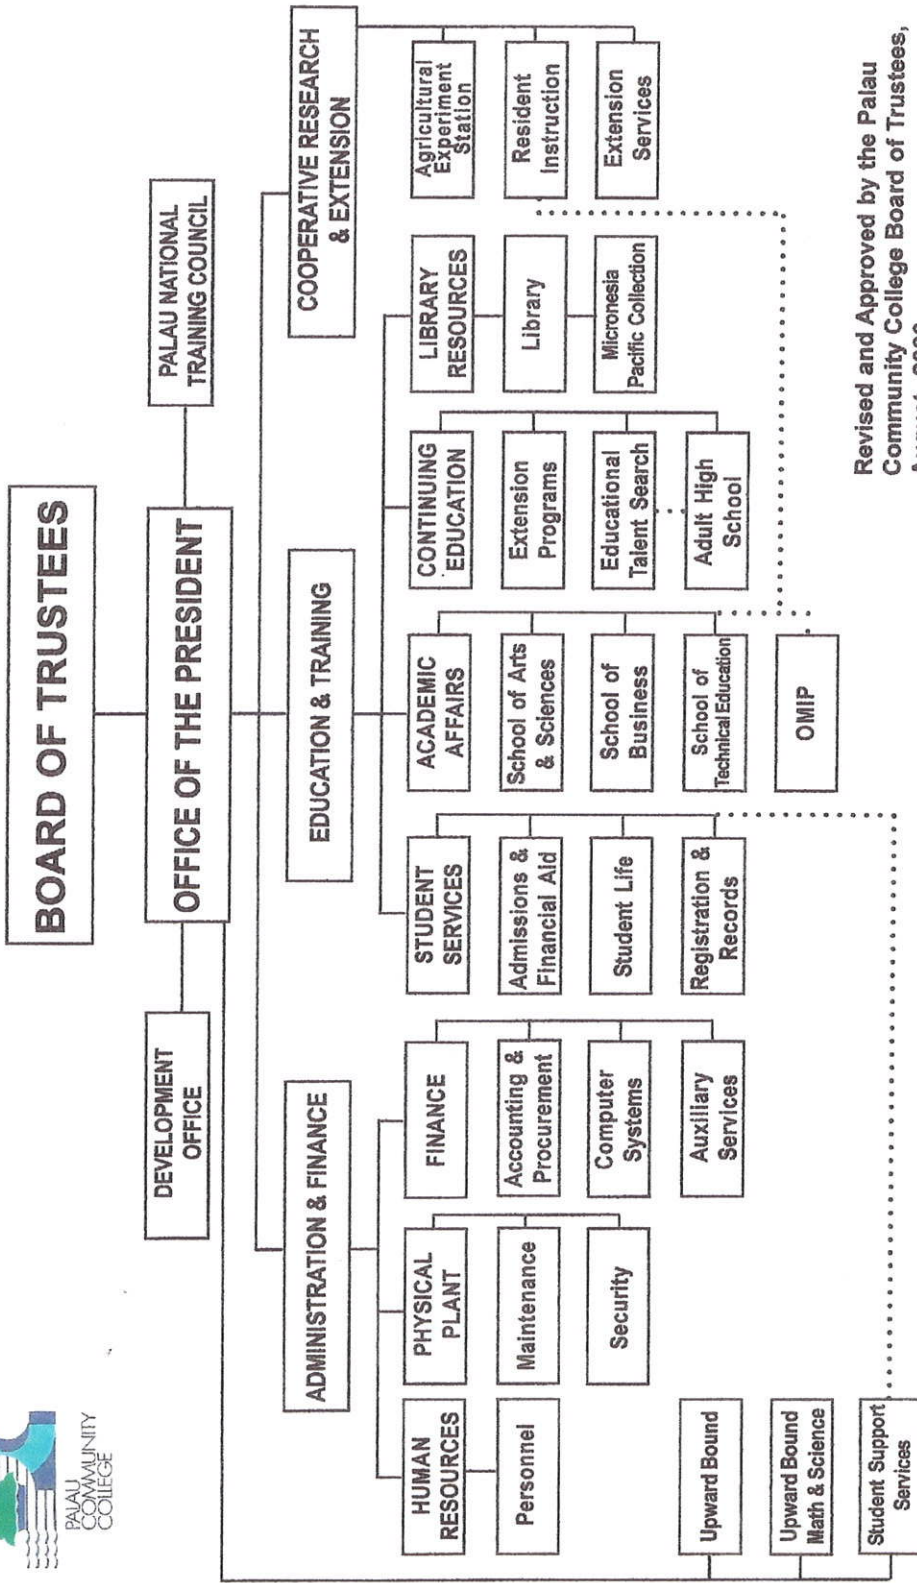 PALAU
COMMUNITY
COLLEGE
BOARD OF TRUSTEES
DEVELOPMENT
OFFICE
OFFICE OF THE PRESIDENT
PALAU NATIONAL
TRAINING COUNCIL
ADMINISTRATION & FINANCE
EDUCATION & TRAINING
COOPERATIVE RESEARCH
& EXTENSION
HUMAN
RESOURCES
Personnel
PHYSICAL
PLANT
Maintenance
Security
FINANCE
Accounting &
Procurement
Computer
Systems
Auxiliary
Services
STUDENT
SERVICES
Admissions &
Financial Aid
Student Life
Registration &
Records
ACADEMIC
AFFAIRS
School of Arts
& Sciences
School of
Business
School of
Technical Education
OMIP
CONTINUING
EDUCATION
Extension
Programs
Educational
Talent Search
Adult High
School
LIBRARY
RESOURCES
Library
Micronesia
Pacific Collection
Agricultural
Experiment
Station
Resident
Instruction
Extension
Services
Upward Bound
Upward Bound
Math & Science
Student Support
Services
Revised and Approved by the Palau
Community College Board of Trustees,